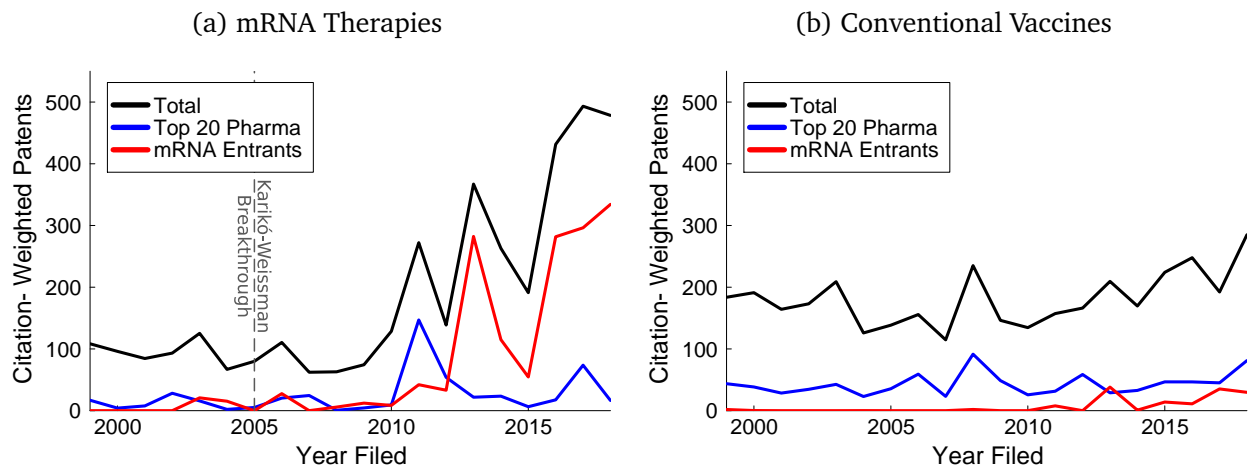 (a) mRNA Therapies
Citation- Weighted Patents
500
400
300
200
100
0
Total
Top 20 Pharma
mRNA Entrants
Karikó-Weissman
Breakthrough
2000
2005
2010
2015
Year Filed
(b) Conventional Vaccines
Citation- Weighted Patents
500
400
300
200
100
0
Total
Top 20 Pharma
mRNA Entrants
2000
2005
2010
2015
Year Filed